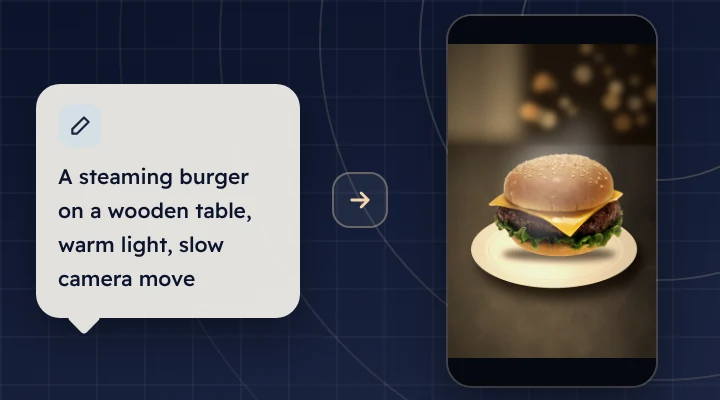 A steaming burger
on a wooden table,
warm light, slow
camera move